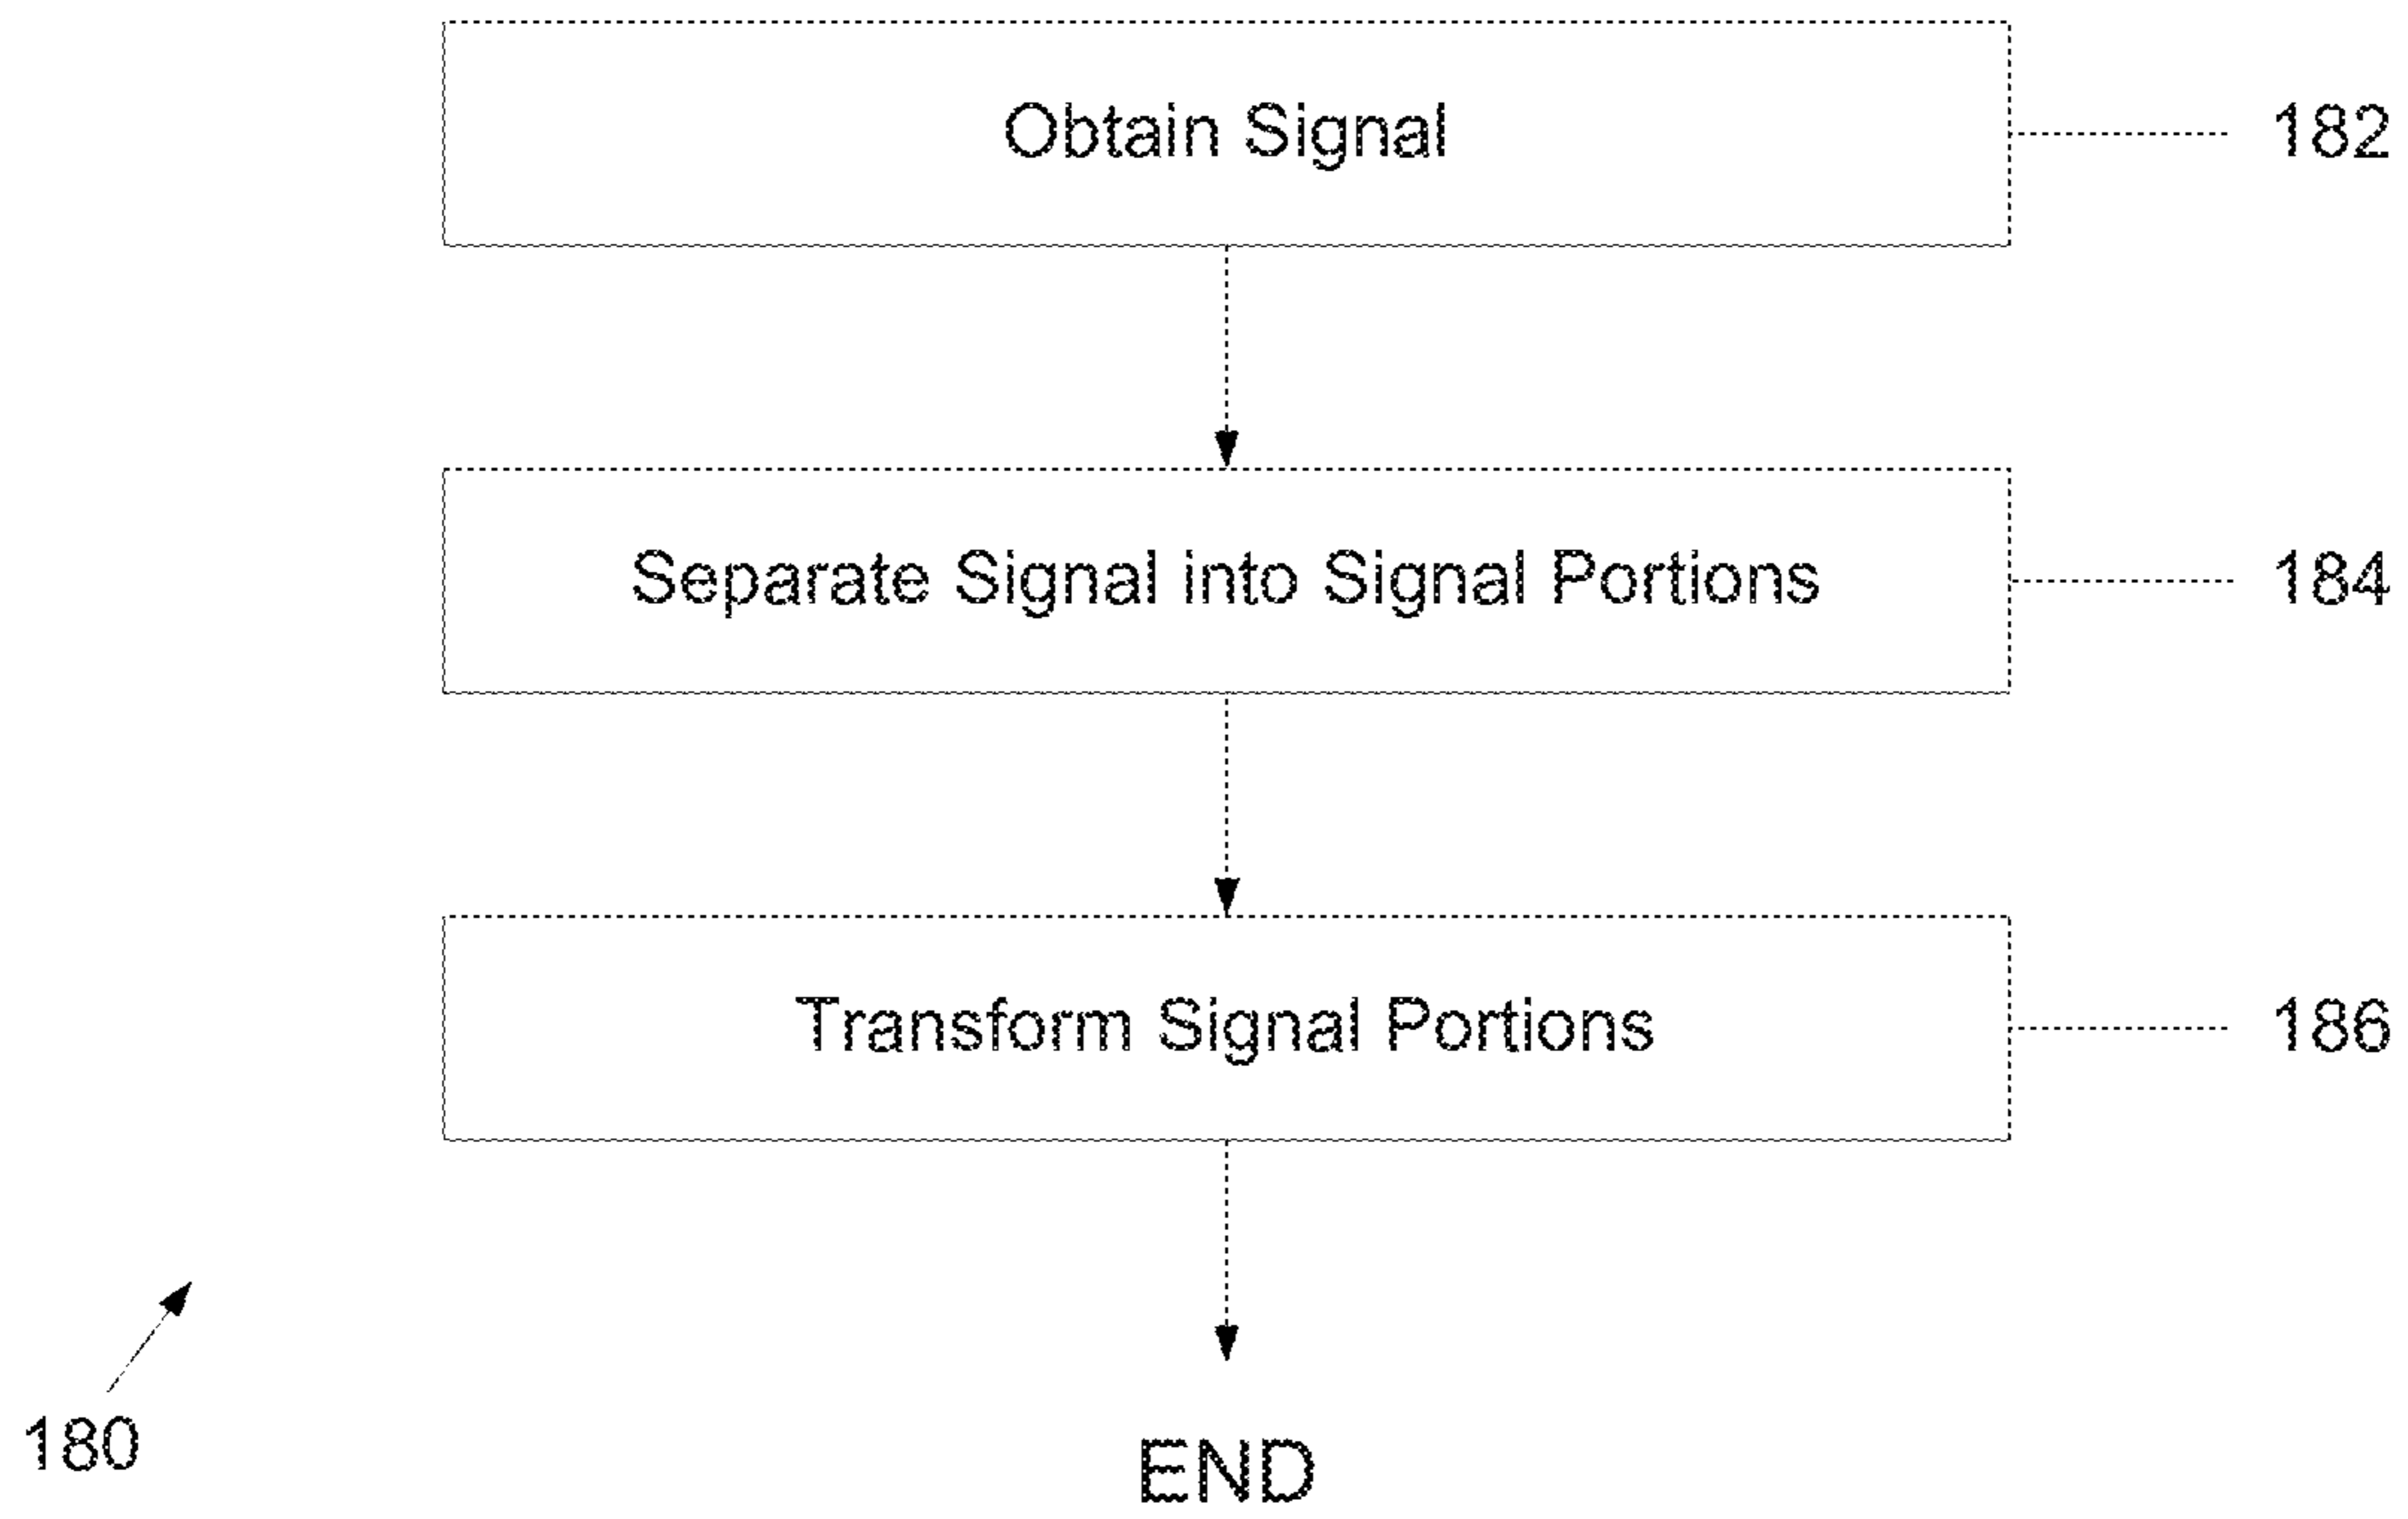 Obtain Signal
182
Separate Signal into Signal Portions
184
Transform Signal Portions
186
180
END